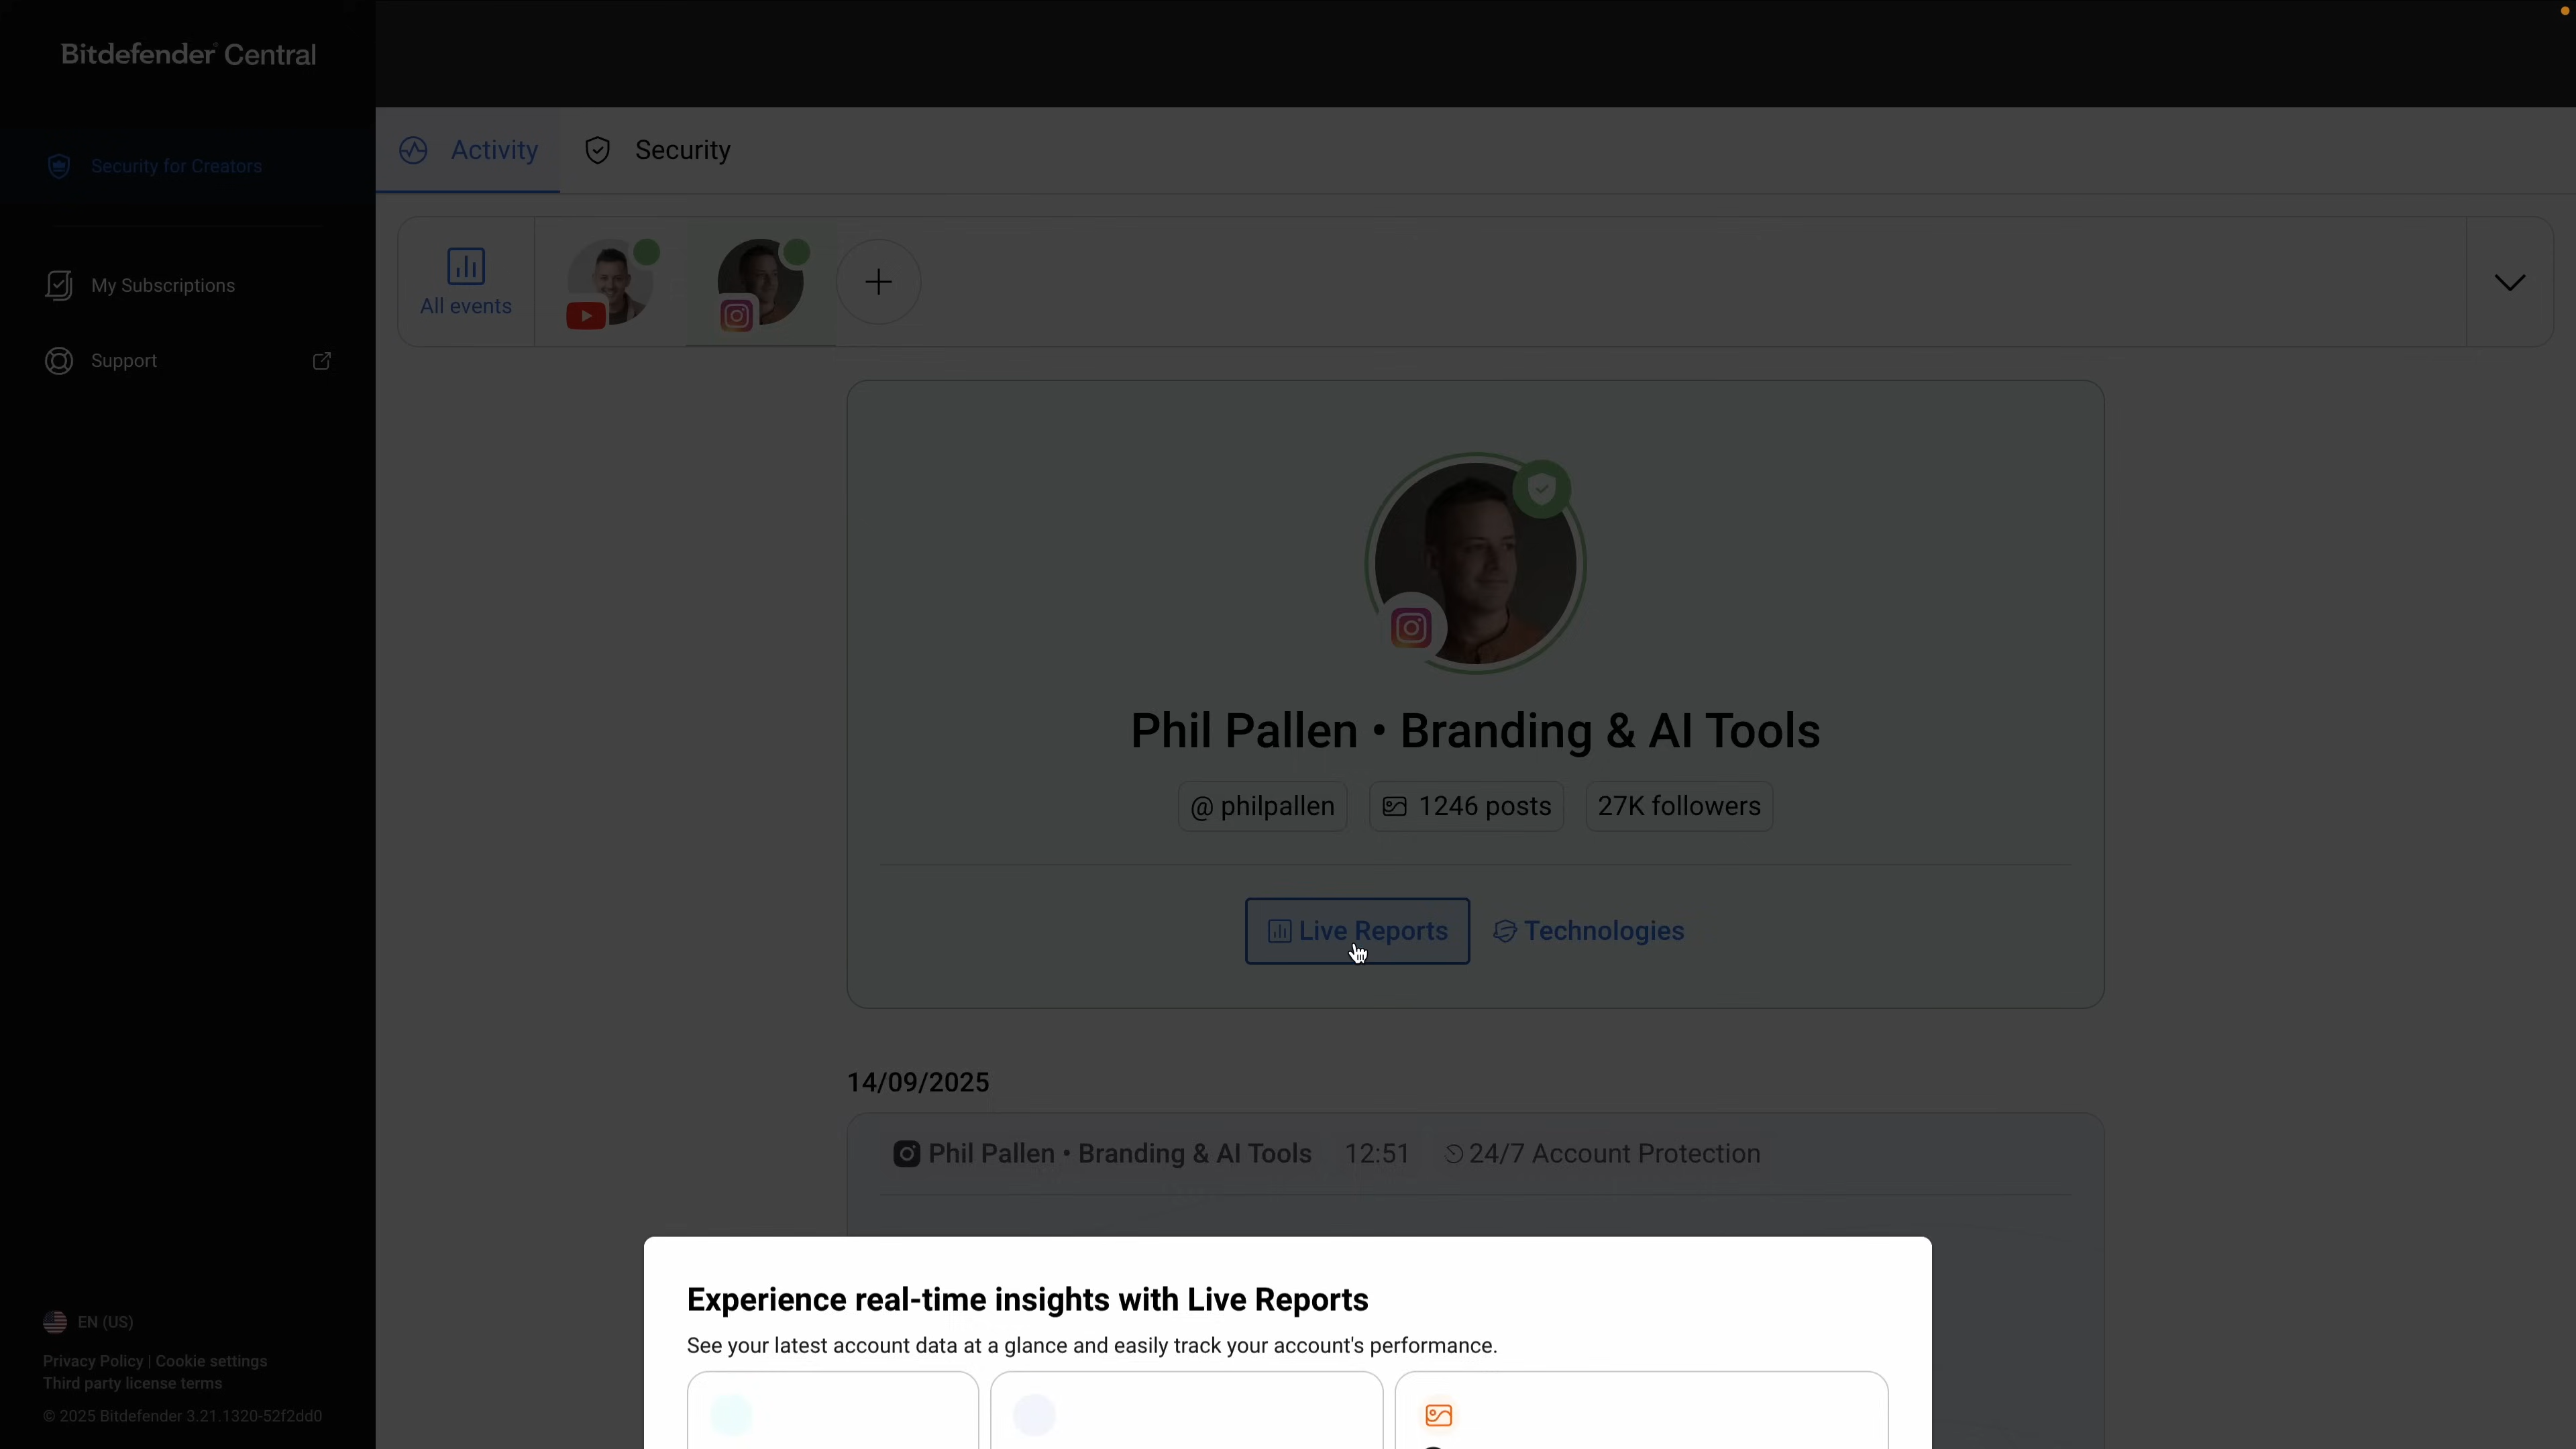 Bitdefender Central
Security for Creators
My Subscriptions
Support
EN (US)
Privacy Policy | Cookie settings
Third party license terms
© 2025 Bitdefender 3.21.1320-52f2dd0
Activity
Security
All events
Phil Pallen • Branding & AI Tools
@ philpallen
1246 posts
27K followers
Live Reports
Technologies
14/09/2025
Phil Pallen • Branding & AI Tools 12:51 24/7 Account Protection
Experience real-time insights with Live Reports
See your latest account data at a glance and easily track your account's performance.